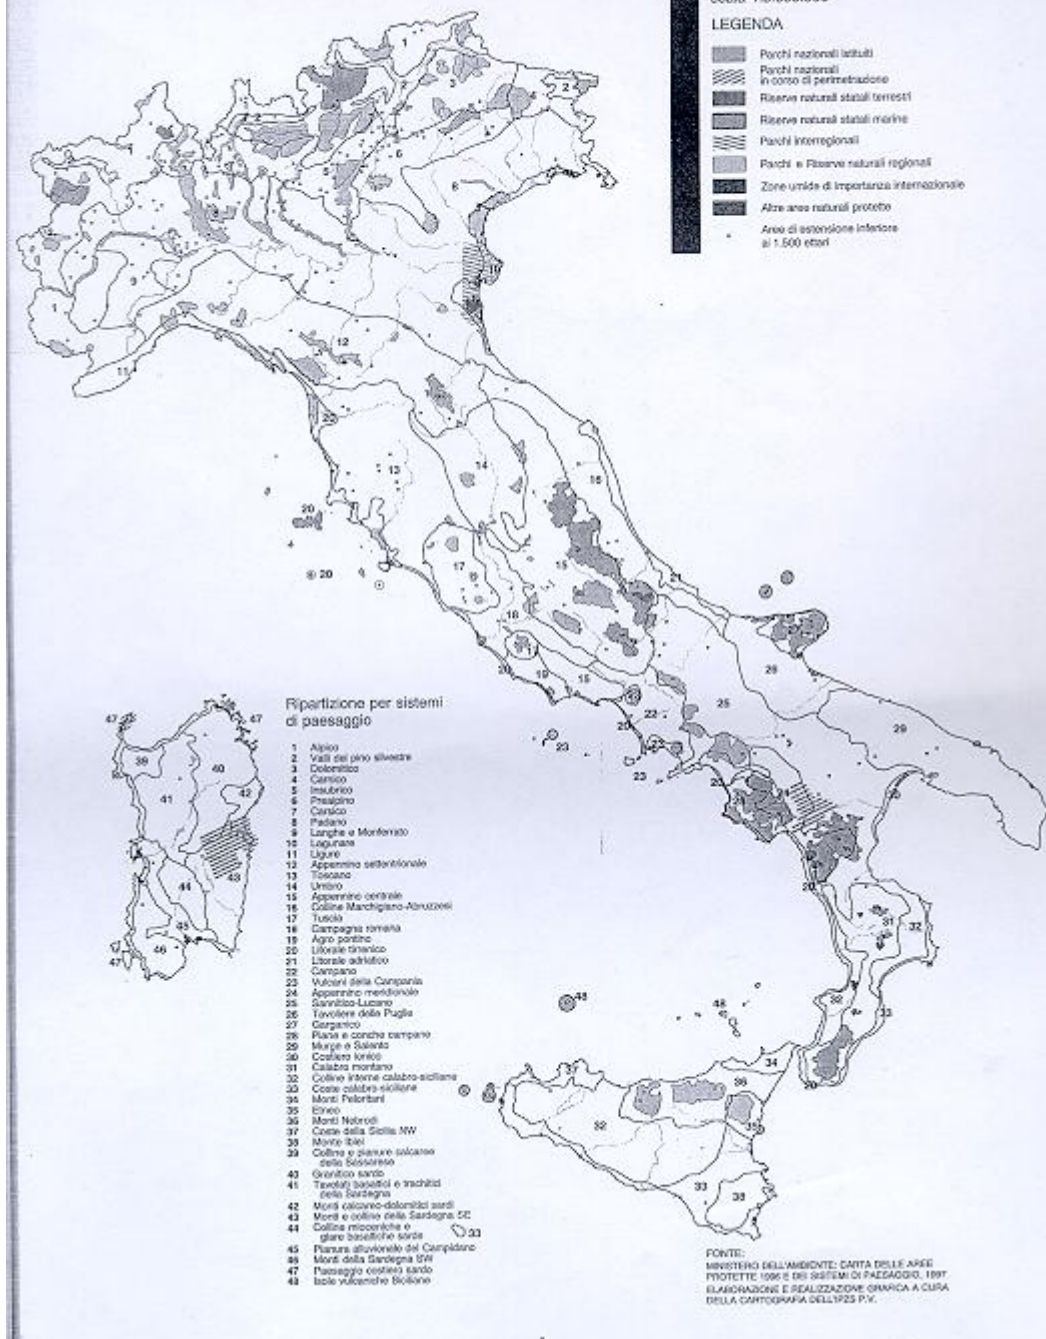 LEGENDA
Parchi nazionali istituiti
Parchi nazionali
in corso di perimetrazione
Riserve naturali statali terrestri
Riserve naturali statali marine
Parchi interregionali
Parchi e Riserve naturali regionali
Zone umide di importanza internazionale
Altre aree naturali protette
Aree di estensione inferiore
ai 1.500 ettari
Ripartizione per sistemi
di paesaggio
1 Alpico
2 Valli del pino silvestre
3 Dolomitico
4 Carnico
5 Insubrico
6 Prealpino
7 Carsico
8 Padano
9 Langhe e Monferrato
10 Lagunare
11 Ligure
12 Appennino settentrionale
13 Toscano
14 Umbro
15 Appennino centrale
16 Colline Marchigiano-Abruzzesi
17 Tuscia
18 Campagna romana
19 Agro pontino
20 Litorale tirrenico
21 Litorale adriatico
22 Campano
23 Vulcani della Campania
24 Appennino meridionale
25 Sannitico-Lucano
26 Tavoliere delle Puglie
27 Garganico
28 Piane e conche campane
29 Murge e Salento
30 Costiero ionico
31 Calabro montano
32 Colline interne calabro-siciliane
33 Coste calabro-siciliane
34 Monti Peloritani
35 Etneo
36 Monti Nebrodi
37 Coste della Sicilia NW
38 Monte Iblei
39 Colline e pianure calcaree
della Sassarese
40 Granitico sardo
41 Tavolati basaltici e trachitici
della Sardegna
42 Monti calcareo-dolomitici sardi
43 Monti e colline della Sardegna SE
44 Colline mioceniche e
giare basaltiche sarde
45 Pianura alluvionale del Campidano
46 Monti della Sardegna SW
47 Paesaggio costiero sardo
48 Isole vulcaniche Siciliane
FONTE:
MINISTERO DELL'AMBIENTE: CARTA DELLE AREE
PROTETTE 1996 E DEI SISTEMI DI PAESAGGIO, 1997
ELABORAZIONE E REALIZZAZIONE GRAFICA A CURA
DELLA CARTOGRAFIA DELL'IPZS P.V.